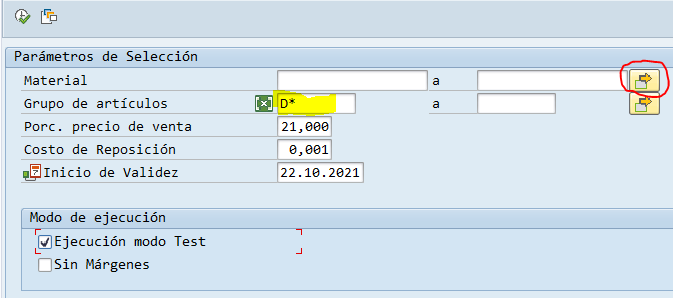 Parámetros de Selección
Material a
Grupo de artículos D* a
Porc. precio de venta 21,000
Costo de Reposición 0,001
Inicio de Validez 22.10.2021
Modo de ejecución
Ejecución modo Test
Sin Márgenes